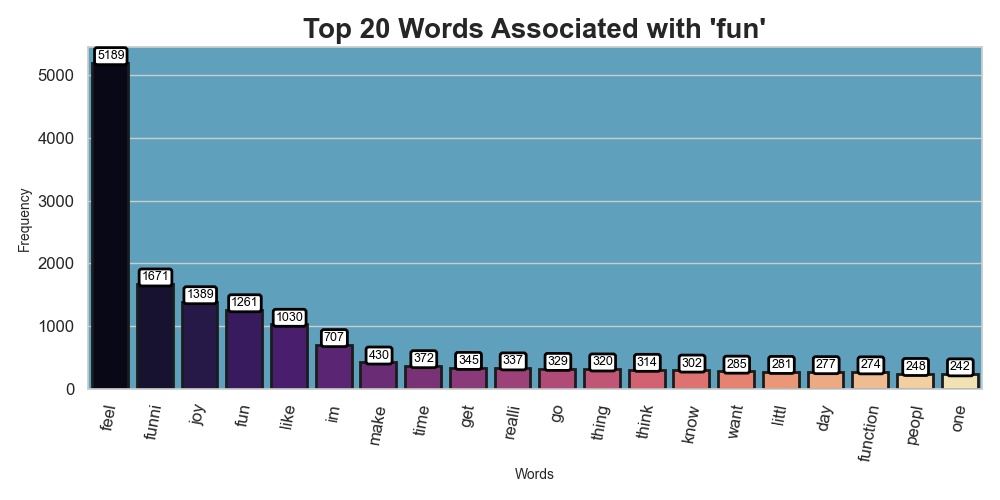 Top 20 Words Associated with 'fun'
Frequency
5000
4000
3000
2000
1000
0
5189
1671
1389
1261
1030
707
430
372
345
337
329
320
314
302
285
281
277
274
248
242
feel
funni
joy
fun
like
im
make
time
get
realli
go
thing
think
know
want
littl
day
function
peopl
one
Words